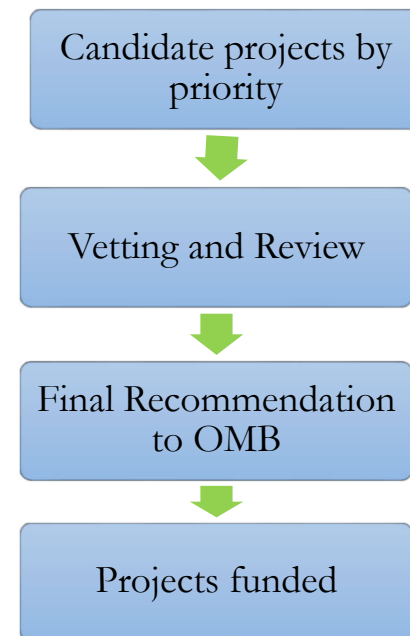 Candidate projects by
priority
Vetting and Review
Final Recommendation
to OMB
Projects funded